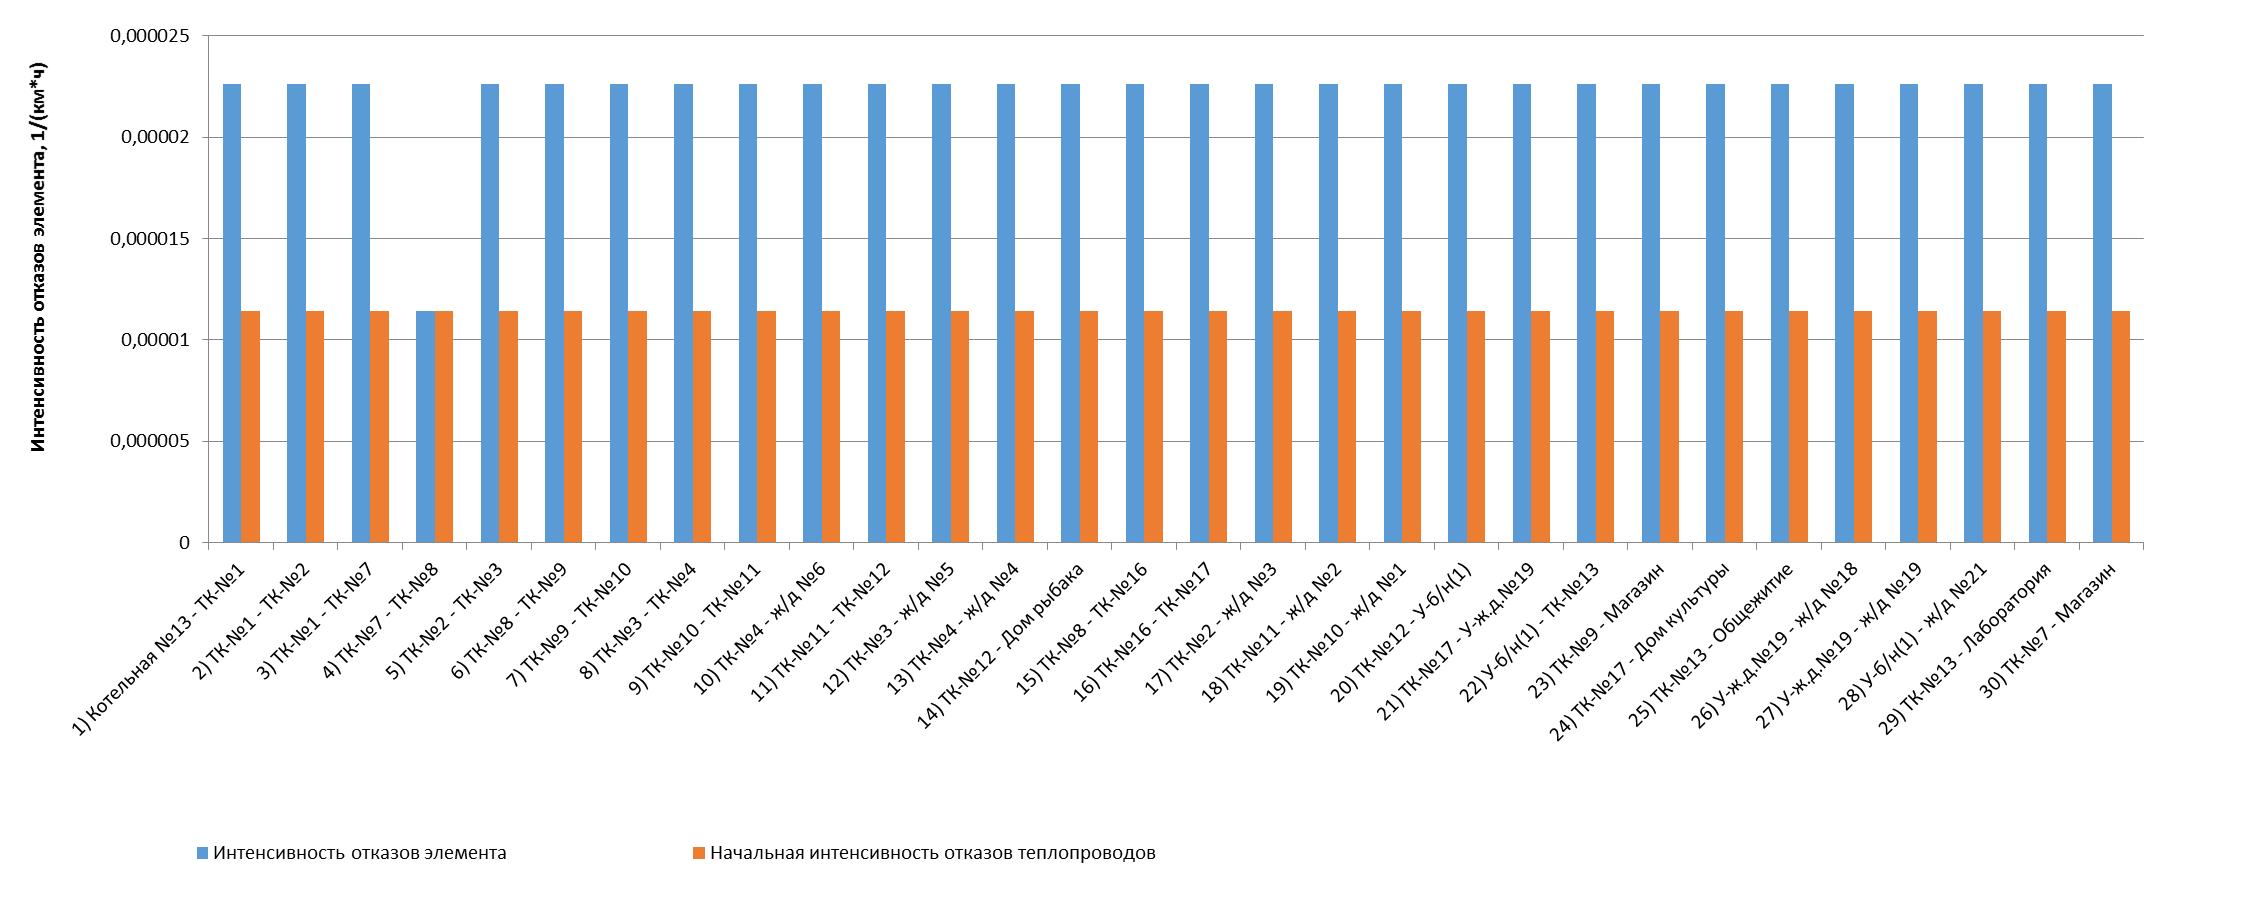 Интенсивность отказов элемента, 1/(км*ч)
0,000025
0,00002
0,000015
0,00001
0,000005
0
1) Котельная №13 - ТК-№1
2) ТК-№1 - ТК-№2
3) ТК-№1 - ТК-№7
4) ТК-№7 - ТК-№8
5) ТК-№2 - ТК-№3
6) ТК-№8 - ТК-№9
7) ТК-№9 - ТК-№10
8) ТК-№3 - ТК-№4
9) ТК-№10 - ТК-№11
10) ТК-№4 - ж/д №6
11) ТК-№11 - ТК-№12
12) ТК-№3 - ж/д №5
13) ТК-№4 - ж/д №4
14) ТК-№12 - Дом рыбака
15) ТК-№8 - ТК-№16
16) ТК-№16 - ТК-№17
17) ТК-№2 - ж/д №3
18) ТК-№11 - ж/д №2
19) ТК-№10 - ж/д №1
20) ТК-№12 - У-б/н(1)
21) ТК-№17 - У-ж.д.№19
22) У-б/н(1) - ТК-№13
23) ТК-№9 - Магазин
24) ТК-№17 - Дом культуры
25) ТК-№13 - Общежитие
26) У-ж.д.№19 - ж/д №18
27) У-ж.д.№19 - ж/д №19
28) У-б/н(1) - ж/д №21
29) ТК-№13 - Лаборатория
30) ТК-№7 - Магазин
Интенсивность отказов элемента
Начальная интенсивность отказов теплопроводов